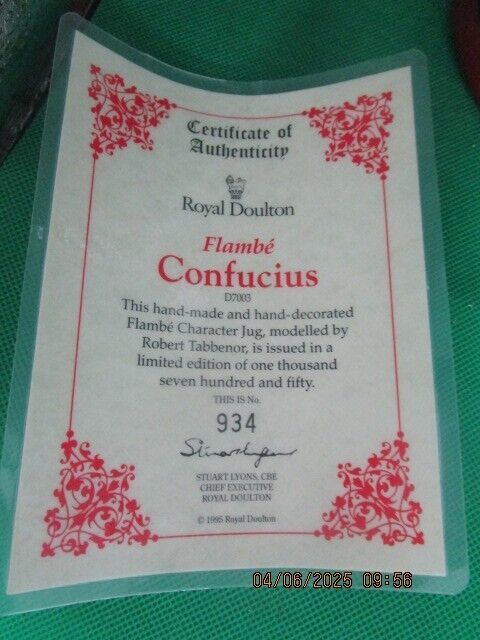 Certificate of
Authenticity
Royal Doulton
Flambé
Confucius
D7003
This hand-made and hand-decorated
Flambé Character Jug, modelled by
Robert Tabbenor, is issued in a
limited edition of one thousand
seven hundred and fifty.
THIS IS No.
934
STUART LYONS, CBE
CHIEF EXECUTIVE
ROYAL DOULTON
© 1995 Royal Doulton
04/06/2025 09:56